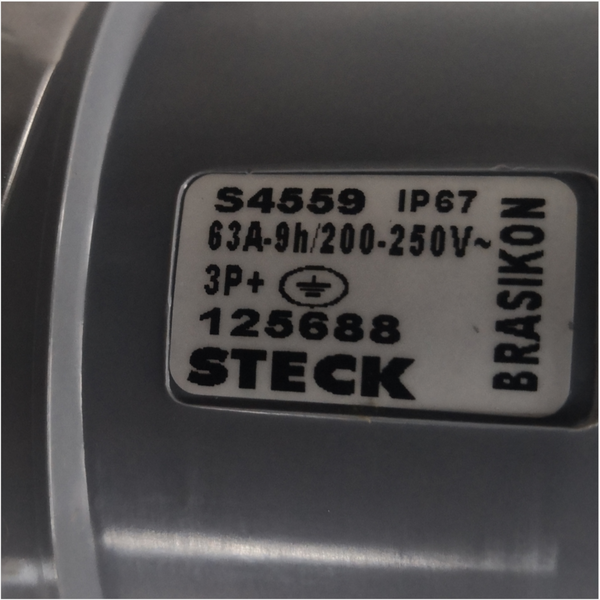 S4559 IP67
63A-9h/200-250V~
3P+ ⏚
125688
STECK
BRASIKON